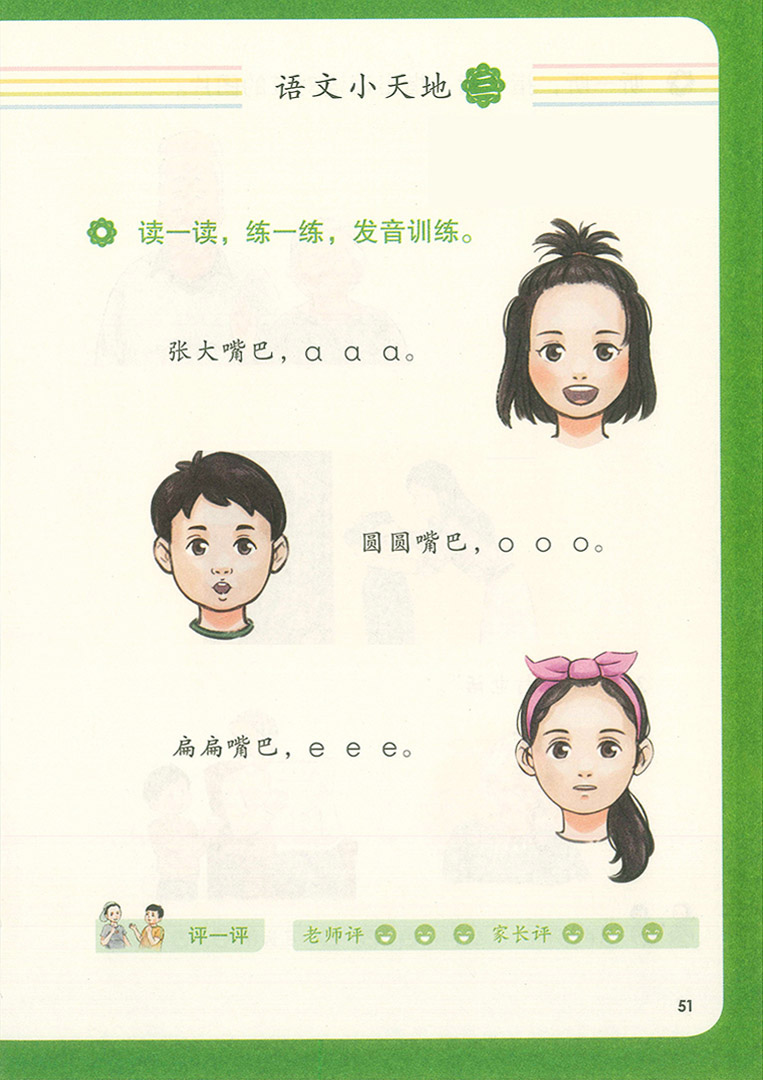 语文小天地 三
读一读，练一练，发音训练。
张大嘴巴，ɑ ɑ ɑ。
圆圆嘴巴，o o o。
扁扁嘴巴，e e e。
评一评 老师评 家长评
51